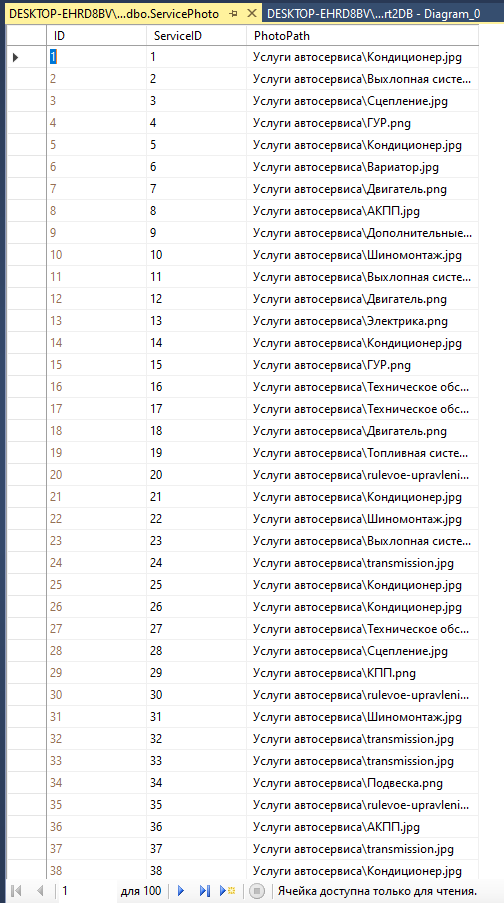 DESKTOP-EHRD8BV\...dbo.ServicePhoto DESKTOP-EHRD8BV\...rt2DB - Diagram_0
ID ServiceID PhotoPath
1 1 Услуги автосервиса\Кондиционер.jpg
2 2 Услуги автосервиса\Выхлопная систе...
3 3 Услуги автосервиса\Сцепление.jpg
4 4 Услуги автосервиса\ГУР.png
5 5 Услуги автосервиса\Кондиционер.jpg
6 6 Услуги автосервиса\Вариатор.jpg
7 7 Услуги автосервиса\Двигатель.png
8 8 Услуги автосервиса\АКПП.jpg
9 9 Услуги автосервиса\Дополнительные...
10 10 Услуги автосервиса\Шиномонтаж.jpg
11 11 Услуги автосервиса\Выхлопная систе...
12 12 Услуги автосервиса\Двигатель.png
13 13 Услуги автосервиса\Электрика.png
14 14 Услуги автосервиса\Кондиционер.jpg
15 15 Услуги автосервиса\ГУР.png
16 16 Услуги автосервиса\Техническое обс...
17 17 Услуги автосервиса\Техническое обс...
18 18 Услуги автосервиса\Двигатель.png
19 19 Услуги автосервиса\Топливная систе...
20 20 Услуги автосервиса\rulevoe-upravleni...
21 21 Услуги автосервиса\Кондиционер.jpg
22 22 Услуги автосервиса\Шиномонтаж.jpg
23 23 Услуги автосервиса\Выхлопная систе...
24 24 Услуги автосервиса\transmission.jpg
25 25 Услуги автосервиса\Кондиционер.jpg
26 26 Услуги автосервиса\Кондиционер.jpg
27 27 Услуги автосервиса\Техническое обс...
28 28 Услуги автосервиса\Сцепление.jpg
29 29 Услуги автосервиса\КПП.png
30 30 Услуги автосервиса\rulevoe-upravleni...
31 31 Услуги автосервиса\Шиномонтаж.jpg
32 32 Услуги автосервиса\transmission.jpg
33 33 Услуги автосервиса\transmission.jpg
34 34 Услуги автосервиса\Подвеска.png
35 35 Услуги автосервиса\rulevoe-upravleni...
36 36 Услуги автосервиса\АКПП.jpg
37 37 Услуги автосервиса\transmission.jpg
38 38 Услуги автосервиса\Кондиционер.jpg
1 для 100 Ячейка доступна только для чтения.